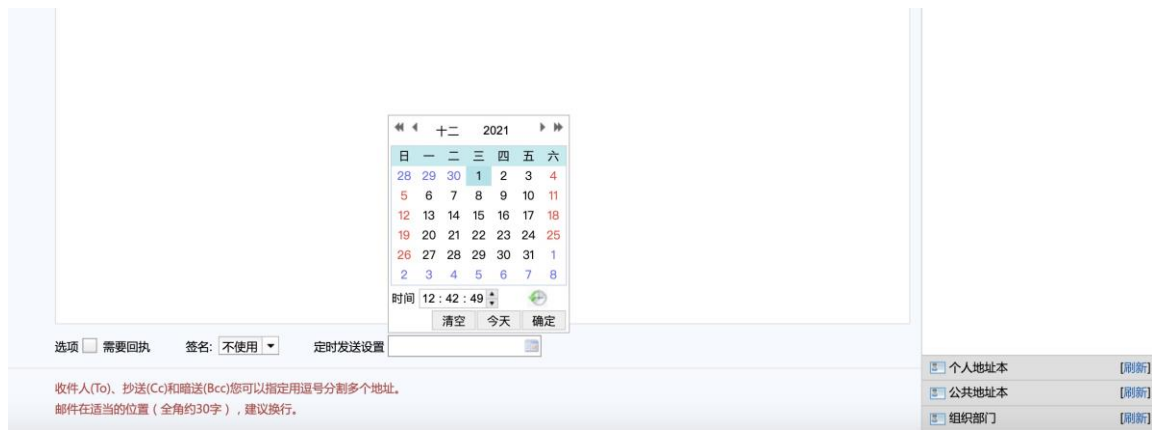 十二 2021
日 一 二 三 四 五 六
28 29 30 1 2 3 4
5 6 7 8 9 10 11
12 13 14 15 16 17 18
19 20 21 22 23 24 25
26 27 28 29 30 31 1
2 3 4 5 6 7 8
时间 12 : 42 : 49
清空 今天 确定
选项 需要回执 签名: 不使用 定时发送设置
收件人(To)、抄送(Cc)和暗送(Bcc)您可以指定用逗号分割多个地址。
邮件在适当的位置 ( 全角约30字 ) , 建议换行。
个人地址本 [刷新]
公共地址本 [刷新]
组织部门 [刷新]